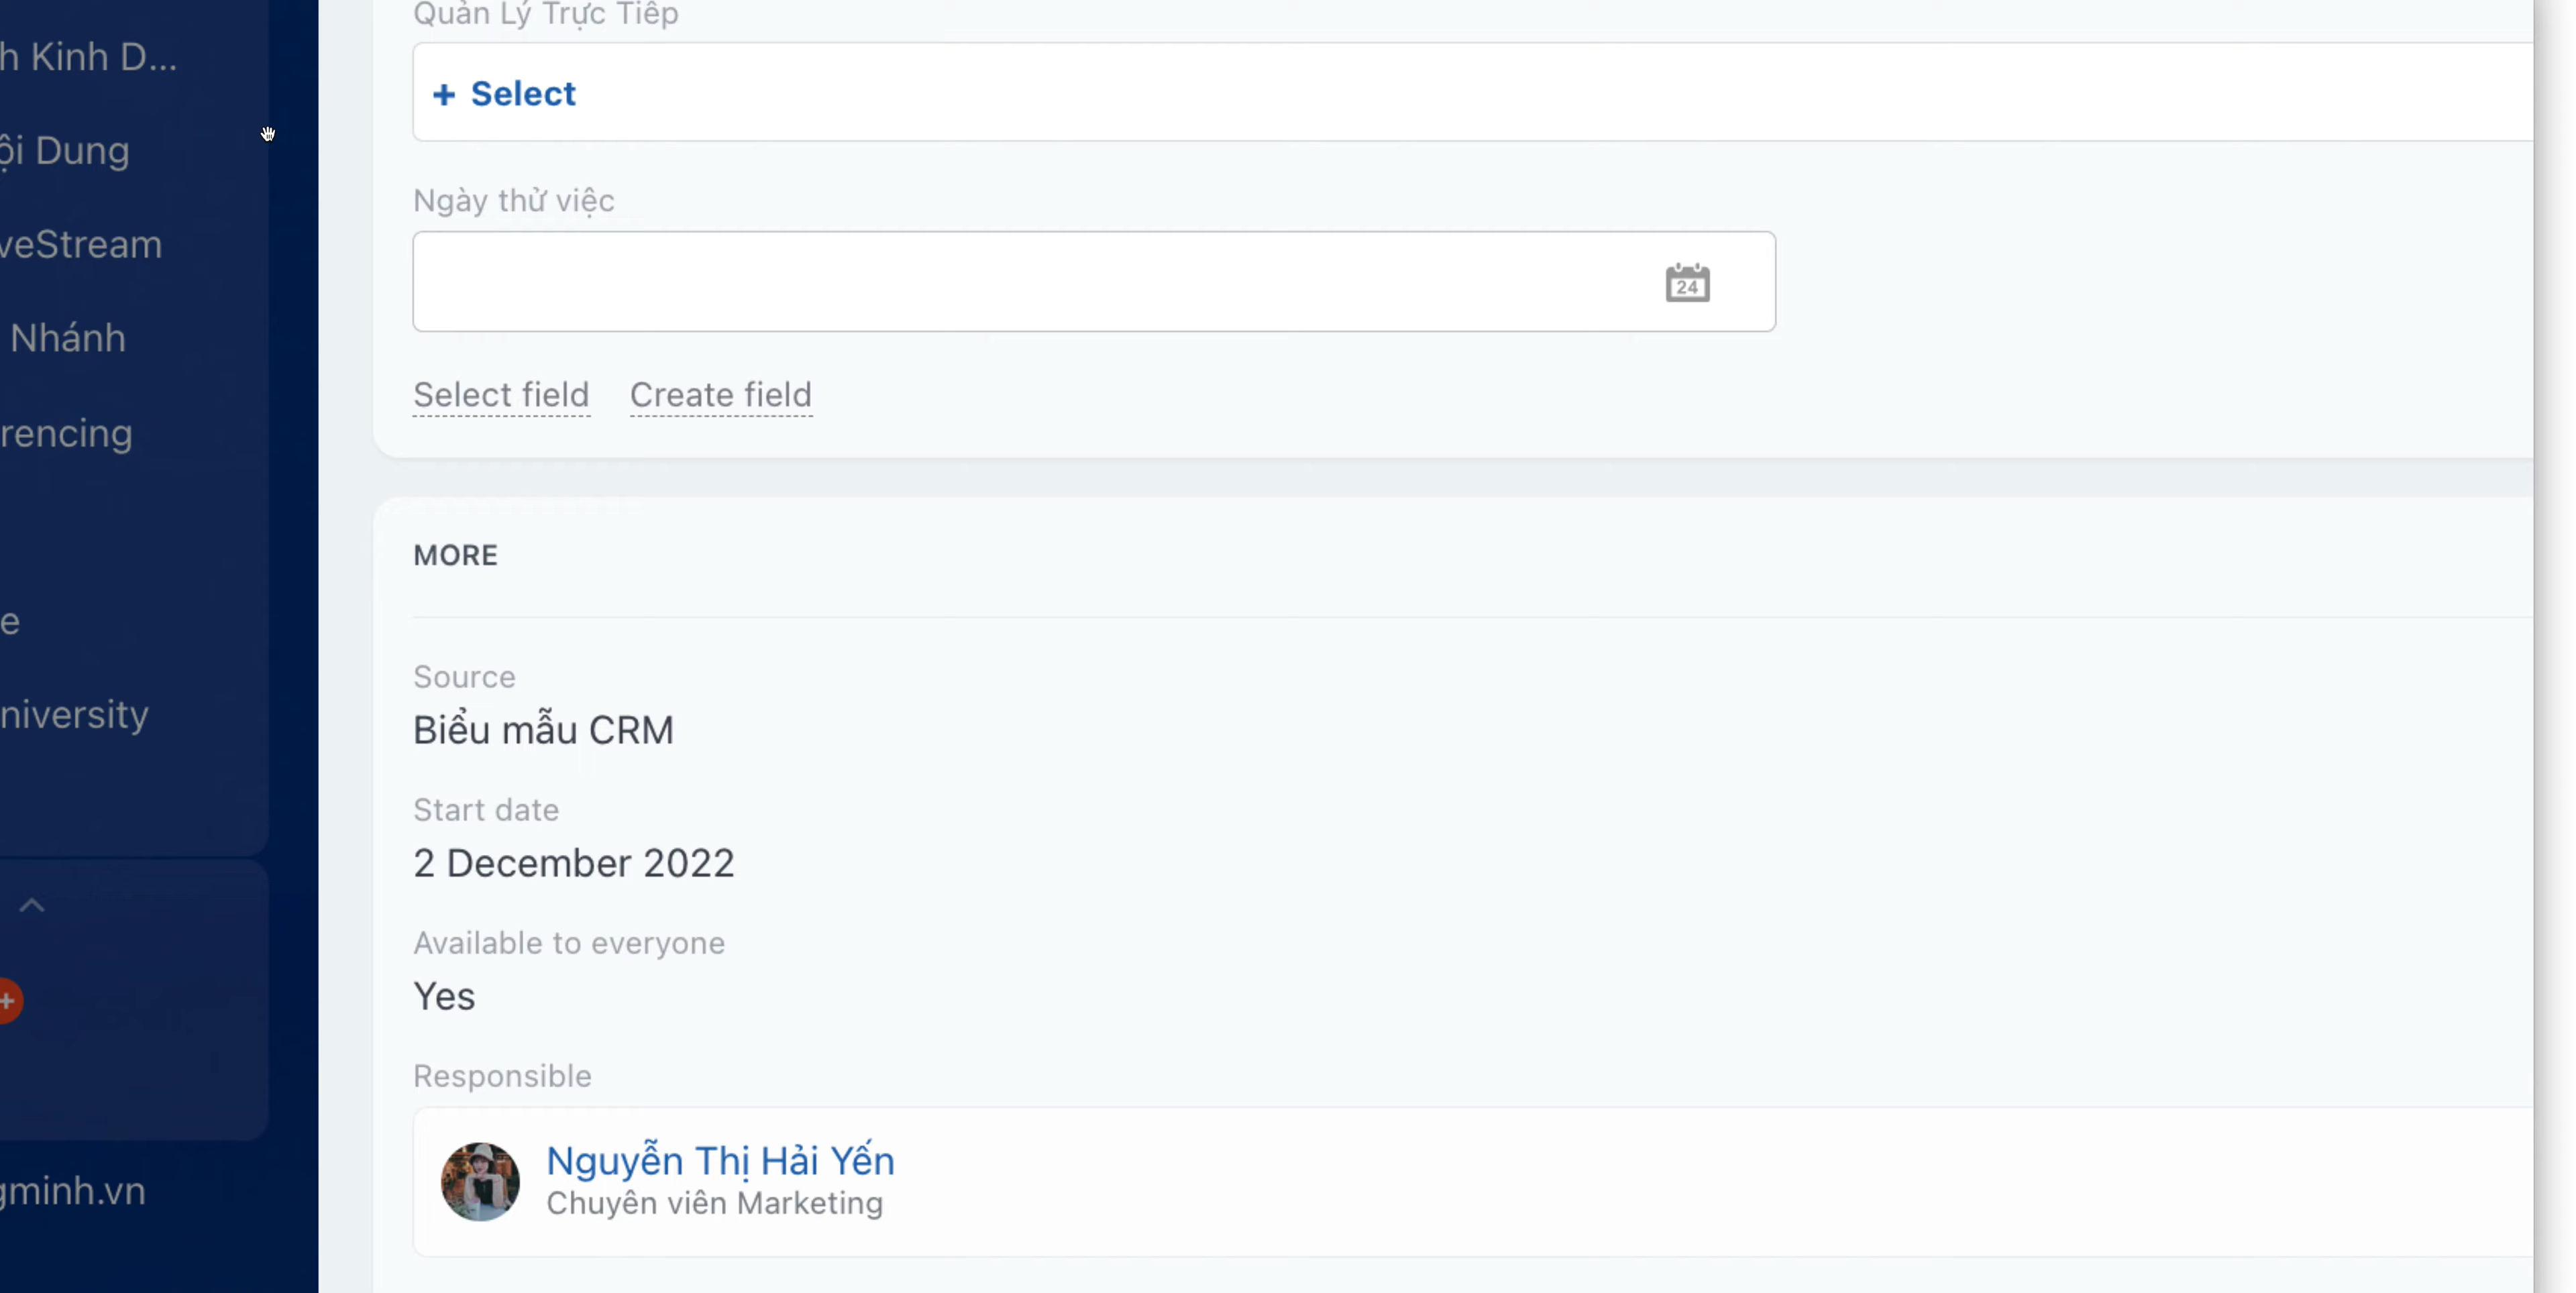 h Kinh D...
ội Dung
veStream
Nhánh
rencing
e
niversity
gminh.vn
Quản Lý Trực Tiếp
+ Select
Ngày thử việc
24
Select field Create field
MORE
Source
Biểu mẫu CRM
Start date
2 December 2022
Available to everyone
Yes
Responsible
Nguyễn Thị Hải Yến
Chuyên viên Marketing